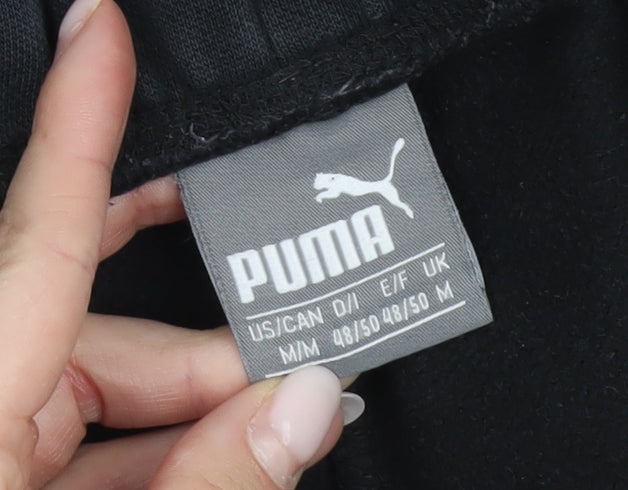 PUMA
US/CAN D/I E/F UK
M/M 48/50 48/50 M